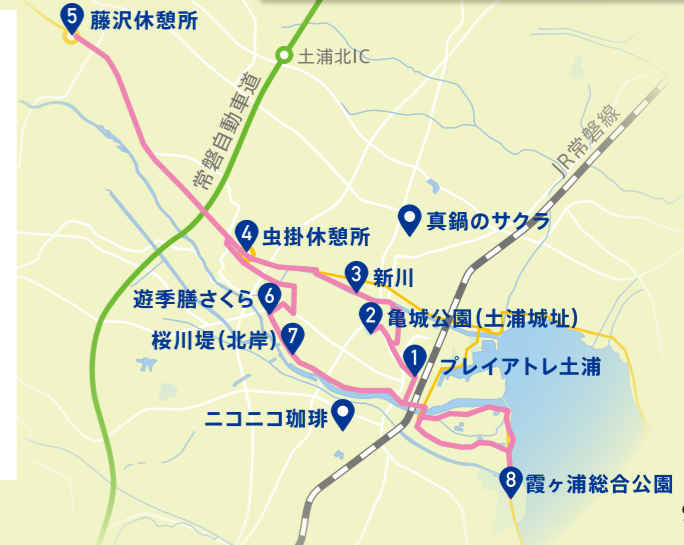 5 藤沢休憩所
土浦北IC
常磐自動車道
JR常磐線
真鍋のサクラ
4 虫掛休憩所
3 新川
遊季膳さくら 6
2 亀城公園(土浦城址)
桜川堤(北岸) 7
1 プレイアトレ土浦
ニコニコ珈琲
8 霞ヶ浦総合公園